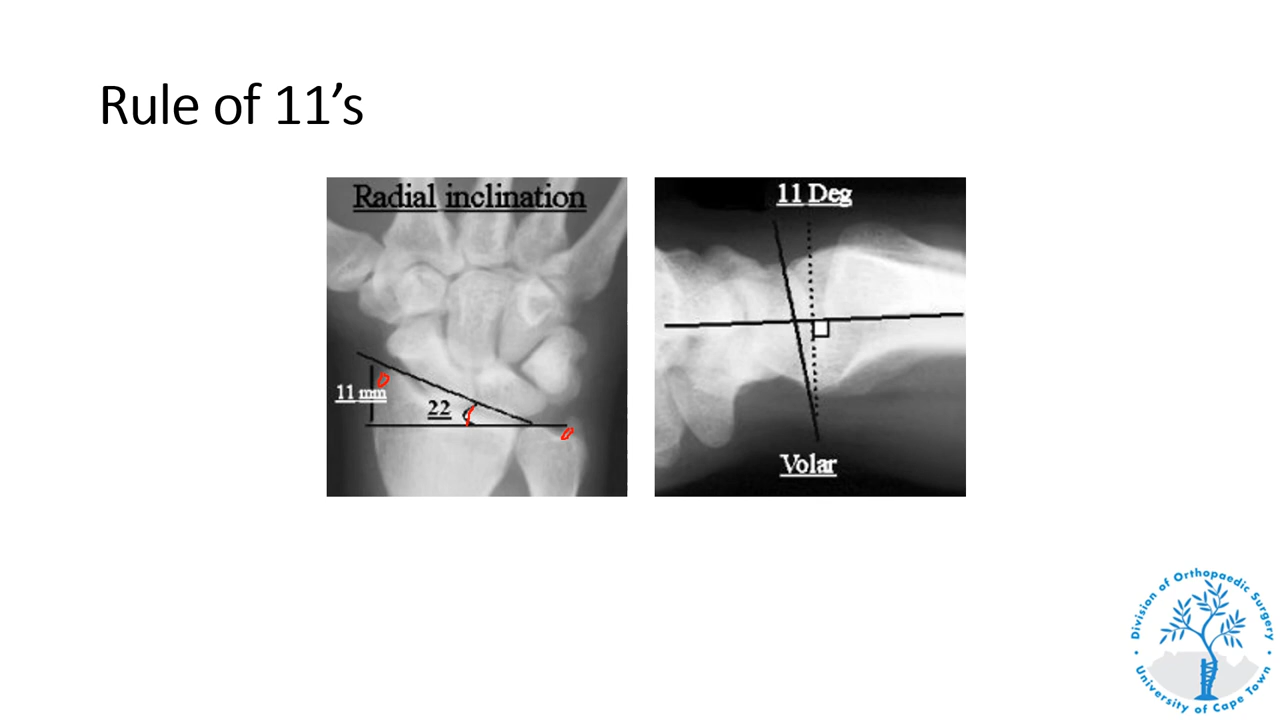 Rule of 11’s
Radial inclination
11 mm
22
11 Deg
Volar
Division of Orthopaedic Surgery
University of Cape Town